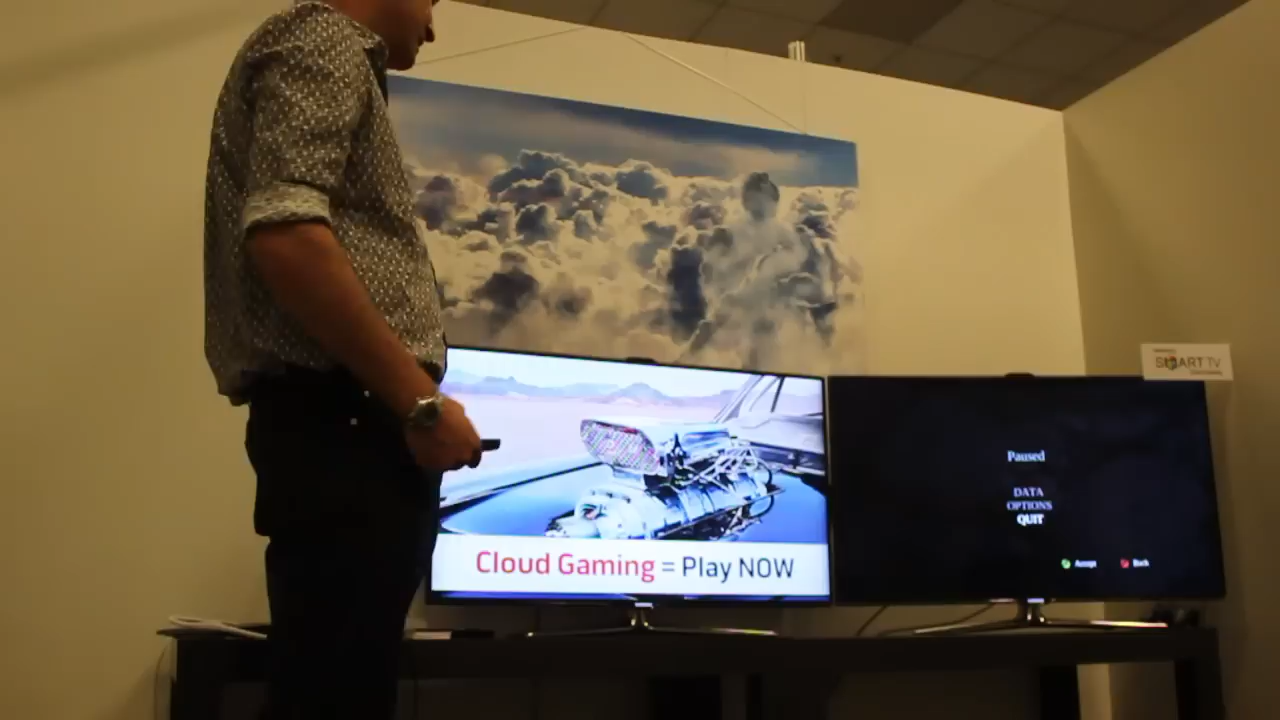 SMART TV
Paused
DATA
OPTIONS
QUIT
Accept
Back
Cloud Gaming = Play NOW